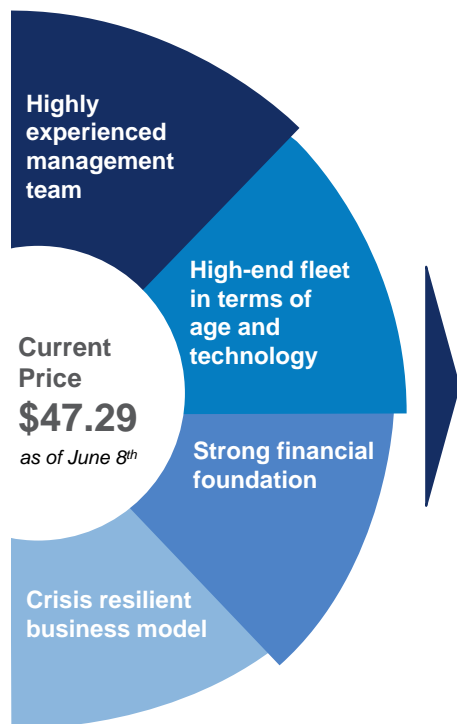 Highly
experienced
management
team
High-end fleet
in terms of
age and
technology
Current
Price
$47.29
as of June 8th
Strong financial
foundation
Crisis resilient
business model